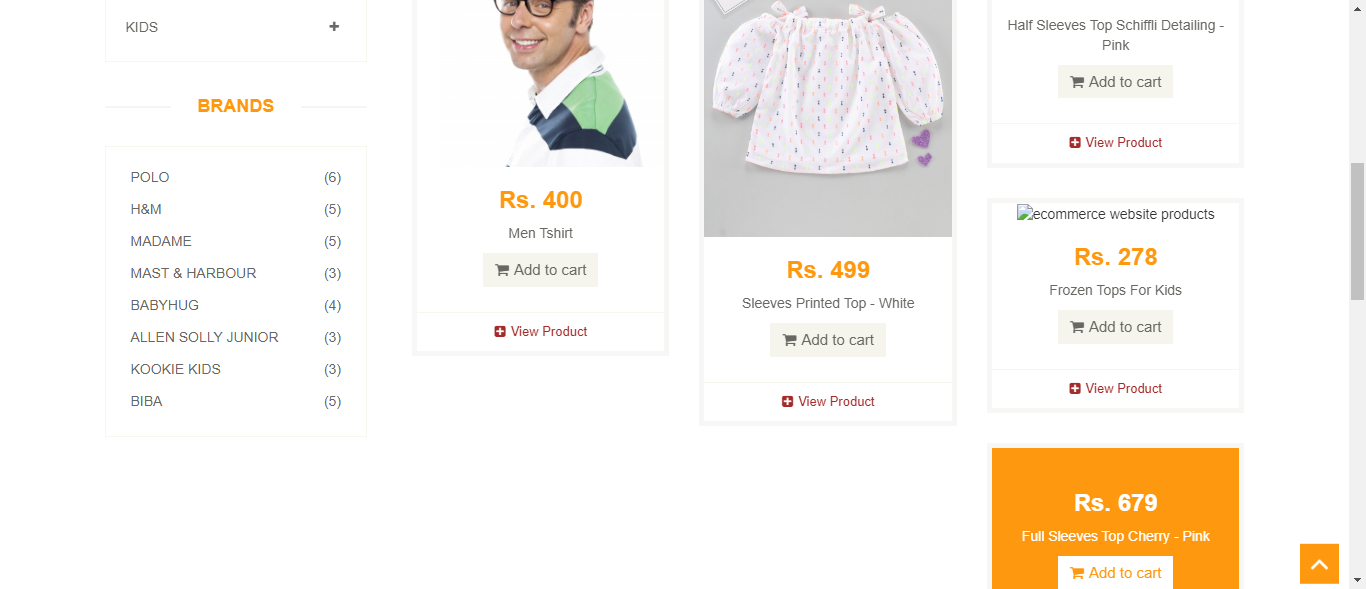 KIDS
BRANDS
POLO (6)
H&M (5)
MADAME (5)
MAST & HARBOUR (3)
BABYHUG (4)
ALLEN SOLLY JUNIOR (3)
KOOKIE KIDS (3)
BIBA (5)
Rs. 400
Men Tshirt
Add to cart
View Product
Rs. 499
Sleeves Printed Top - White
Add to cart
View Product
Half Sleeves Top Schiffli Detailing -
Pink
Add to cart
View Product
ecommerce website products
Rs. 278
Frozen Tops For Kids
Add to cart
View Product
Rs. 679
Full Sleeves Top Cherry - Pink
Add to cart